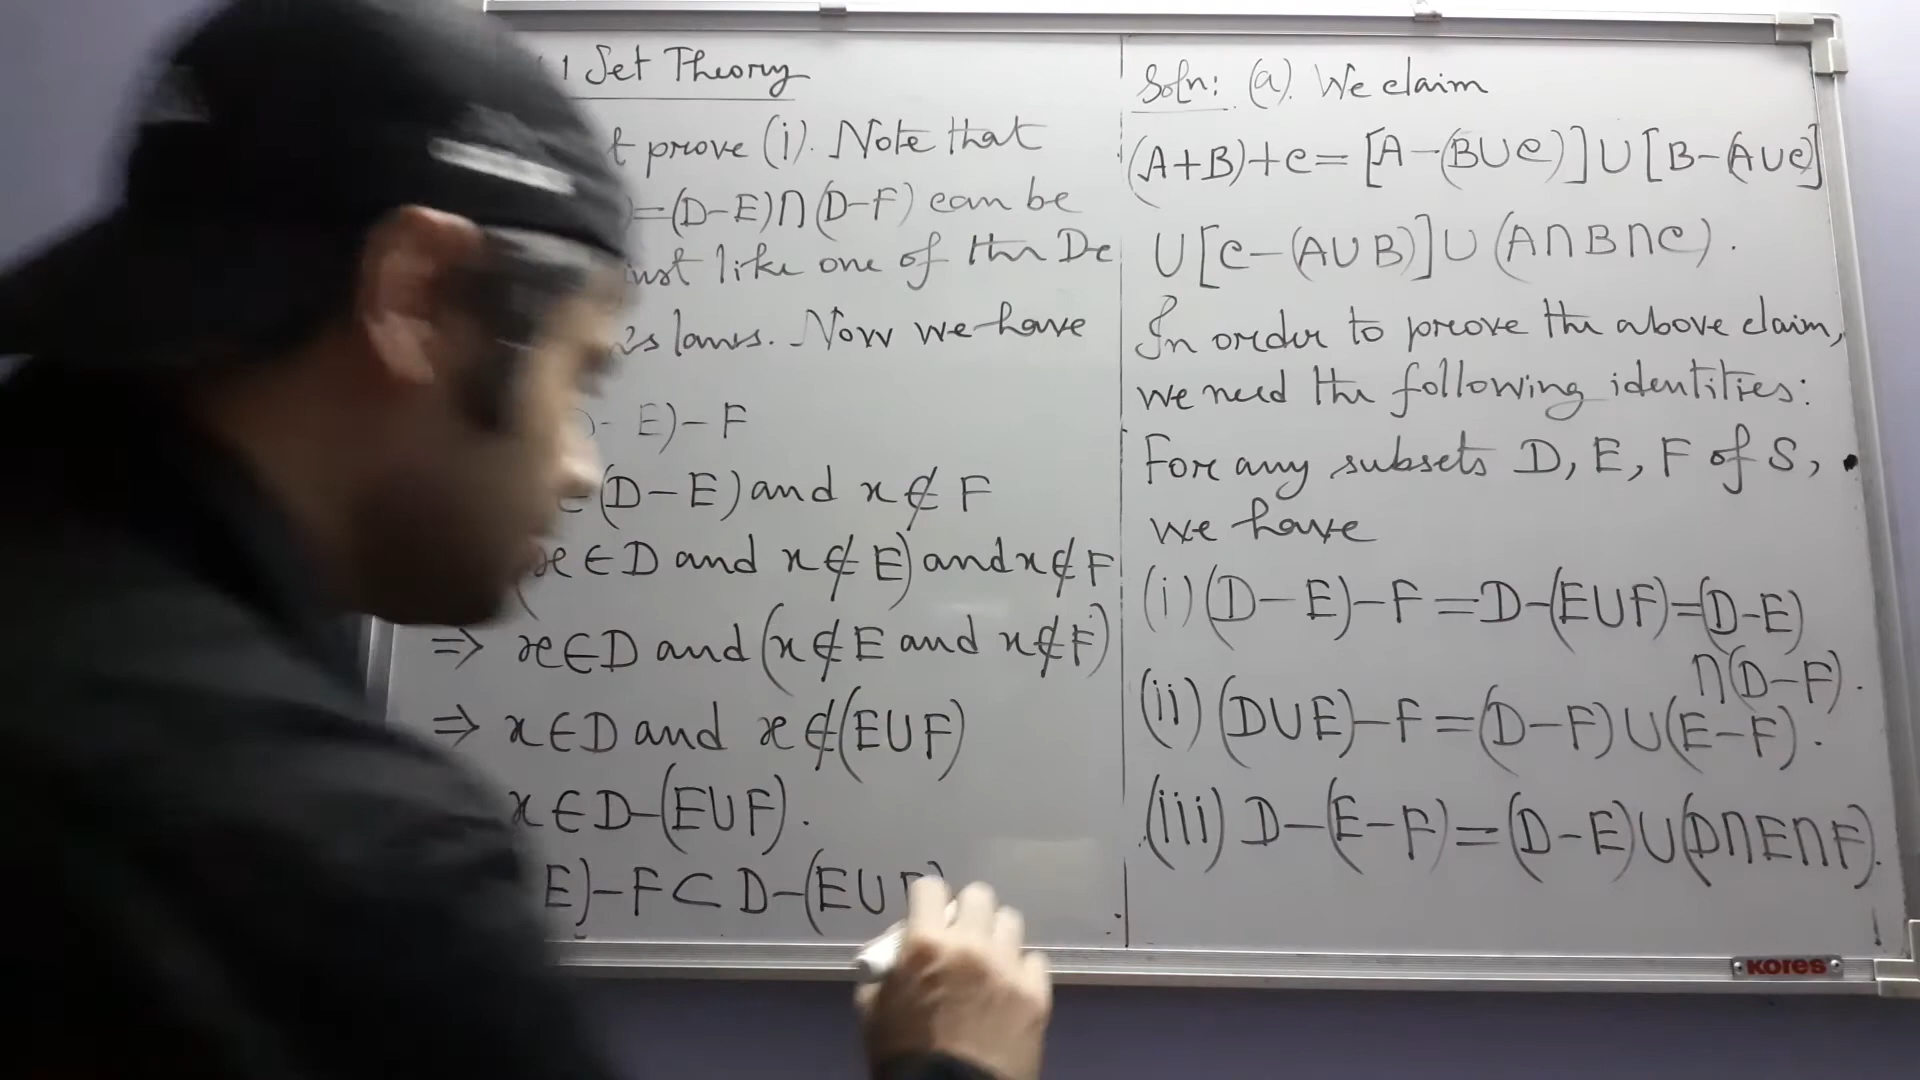 1 Set Theory
prove (i). Note that
=(D-E)∩(D-F) can be
like one of the De
laws. Now we have
E)-F
(D-E) and x∉F
x∈D and x∉E) and x∉F
⇒ x∈D and (x∉E and x∉F)
⇒ x∈D and x∉(E∪F)
x∈D-(E∪F).
E)-F⊂D-(E∪
Soln: (a). We claim
(A+B)+C=[A-(B∪C)]∪[B-(A∪C]
∪[C-(A∪B)]∪(A∩B∩C).
In order to prove the above claim,
we need the following identities:
For any subsets D, E, F of S,
we have
(i) (D-E)-F=D-(E∪F)=(D-E)
∩(D-F).
(ii) (D∪E)-F=(D-F)∪(E-F).
(iii) D-(E-F)=(D-E)∪(D∩E∩F).
KORES